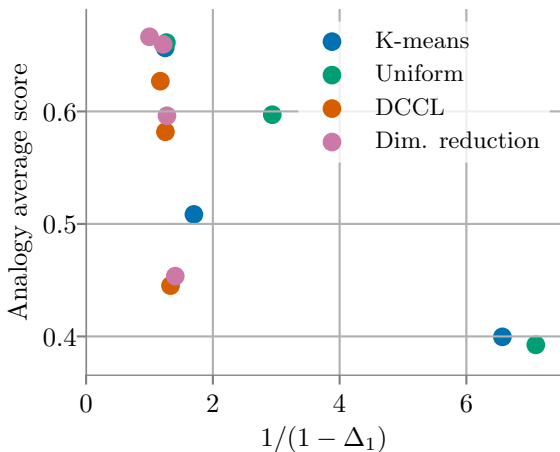 Analogy average score
0.6
0.5
0.4
K-means
Uniform
DCCL
Dim. reduction
0 2 4 6
1/(1 − Δ₁)